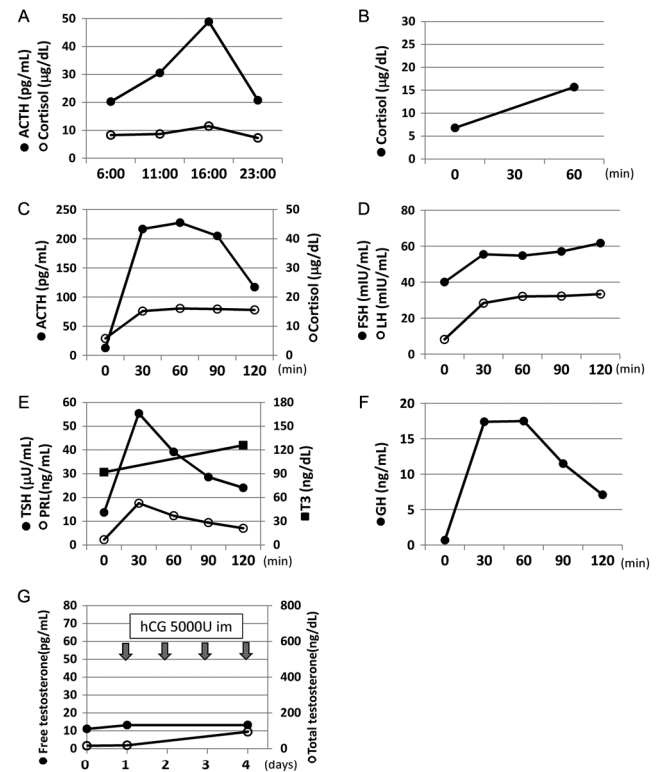 A
ACTH (pg/mL)
Cortisol (μg/dL)
60
50
40
30
20
10
0
6:00 11:00 16:00 23:00
B
Cortisol (μg/dL)
30
25
20
15
10
5
0
0 30 60 (min)
C
ACTH (pg/mL)
250
200
150
100
50
0
50
40
30
20
10
0
Cortisol (μg/dL)
0 30 60 90 120 (min)
D
FSH (mIU/mL)
LH (mIU/mL)
80
60
40
20
0
0 30 60 90 120 (min)
E
TSH (μU/mL)
PRL(ng/mL)
60
50
40
30
20
10
0
180
150
120
90
60
30
0
T3 (ng/dL)
0 30 60 90 120 (min)
F
GH (ng/mL)
20
15
10
5
0
0 30 60 90 120 (min)
G
Free testosterone(pg/mL)
80
70
60
50
40
30
20
10
0
hCG 5000U im
800
600
400
200
0
Total testosterone(ng/dL)
0 1 2 3 4 (days)